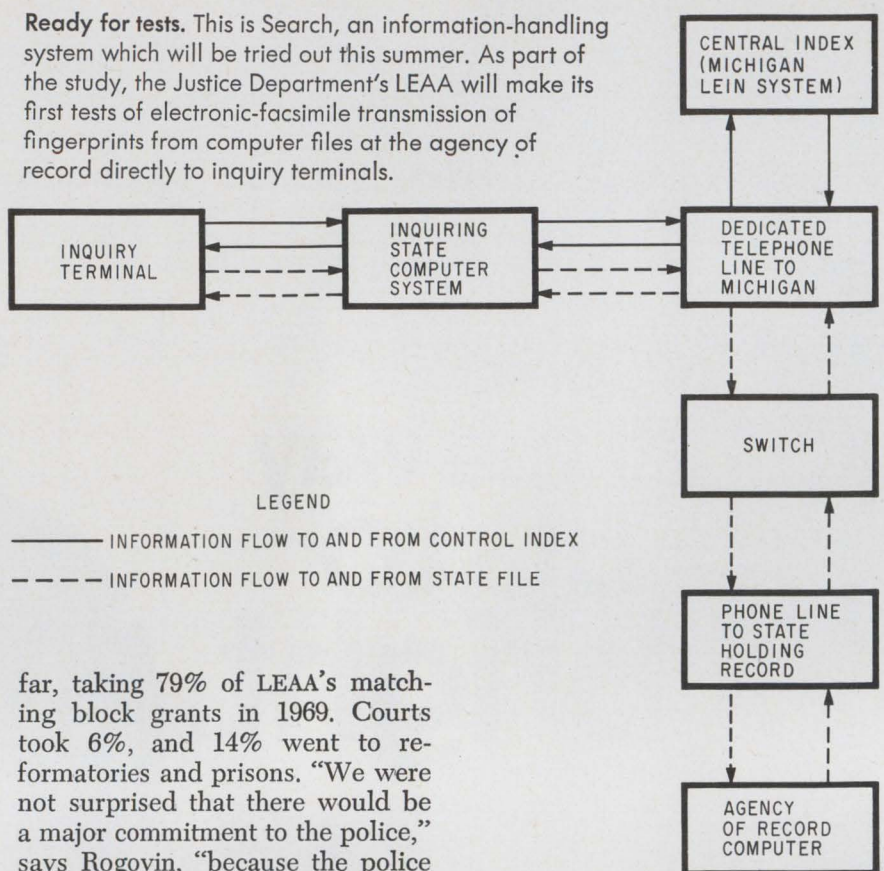 Ready for tests. This is Search, an information-handling
system which will be tried out this summer. As part of
the study, the Justice Department's LEAA will make its
first tests of electronic-facsimile transmission of
fingerprints from computer files at the agency of
record directly to inquiry terminals.
CENTRAL INDEX
(MICHIGAN
LEIN SYSTEM)
INQUIRY
TERMINAL
INQUIRING
STATE
COMPUTER
SYSTEM
DEDICATED
TELEPHONE
LINE TO
MICHIGAN
SWITCH
LEGEND
INFORMATION FLOW TO AND FROM CONTROL INDEX
INFORMATION FLOW TO AND FROM STATE FILE
PHONE LINE
TO STATE
HOLDING
RECORD
AGENCY
OF RECORD
COMPUTER
far, taking 79% of LEAA's match-
ing block grants in 1969. Courts
took 6%, and 14% went to re-
formatories and prisons. "We were
not surprised that there would be
a major commitment to the police,"
says Rogovin, "because the police